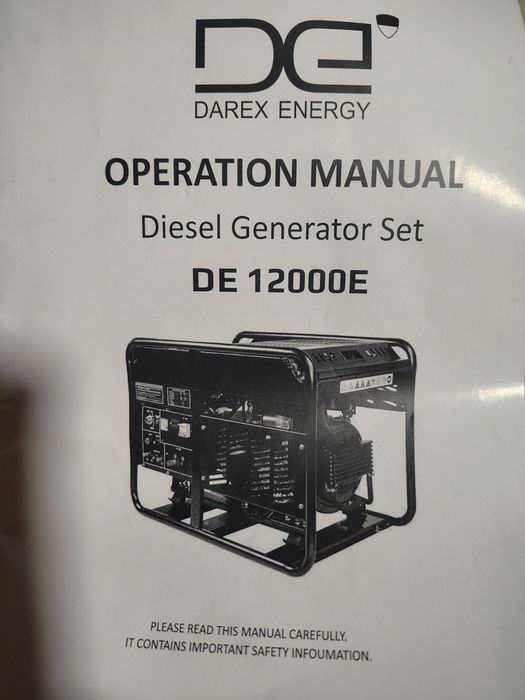 DE
DAREX ENERGY
OPERATION MANUAL
Diesel Generator Set
DE 12000E
PLEASE READ THIS MANUAL CAREFULLY.
IT CONTAINS IMPORTANT SAFETY INFOUMATION.